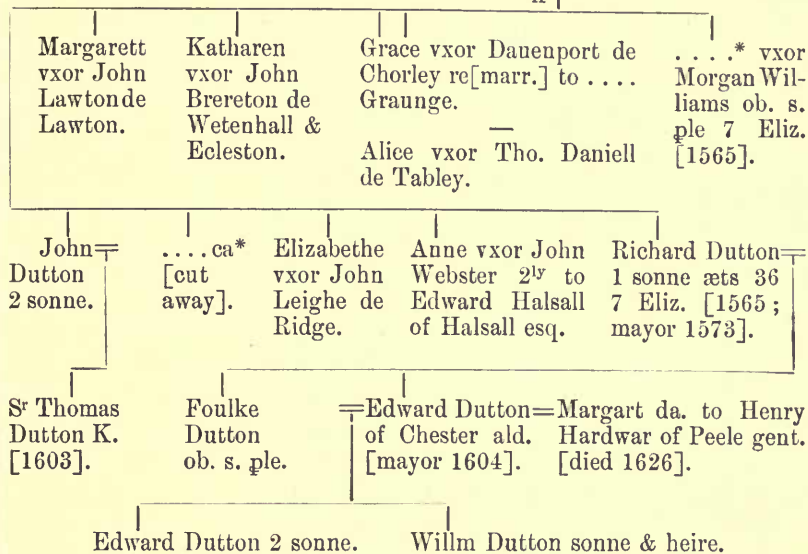 Margarett
vxor John
Lawton de
Lawton.
Katharen
vxor John
Brereton de
Wetenhall &
Ecleston.
Grace vxor Dauenport de
Chorley re[marr.] to . . . .
Graunge.
—
Alice vxor Tho. Daniell
de Tabley.
. . . .* vxor
Morgan Wil-
liams ob. s.
ꝑle 7 Eliz.
[1565].
John=
Dutton
2 sonne.
. . . . ca*
[cut
away].
Elizabethe
vxor John
Leighe de
Ridge.
Anne vxor John
Webster 2ly to
Edward Halsall
of Halsall esq.
Richard Dutton=
1 sonne æts 36
7 Eliz. [1565 ;
mayor 1573].
Sr Thomas
Dutton K.
[1603].
Foulke
Dutton
ob. s. ꝑle.
=Edward Dutton=
of Chester ald.
[mayor 1604].
Margart da. to Henry
Hardwar of Peele gent.
[died 1626].
Edward Dutton 2 sonne.
Willm Dutton sonne & heire.